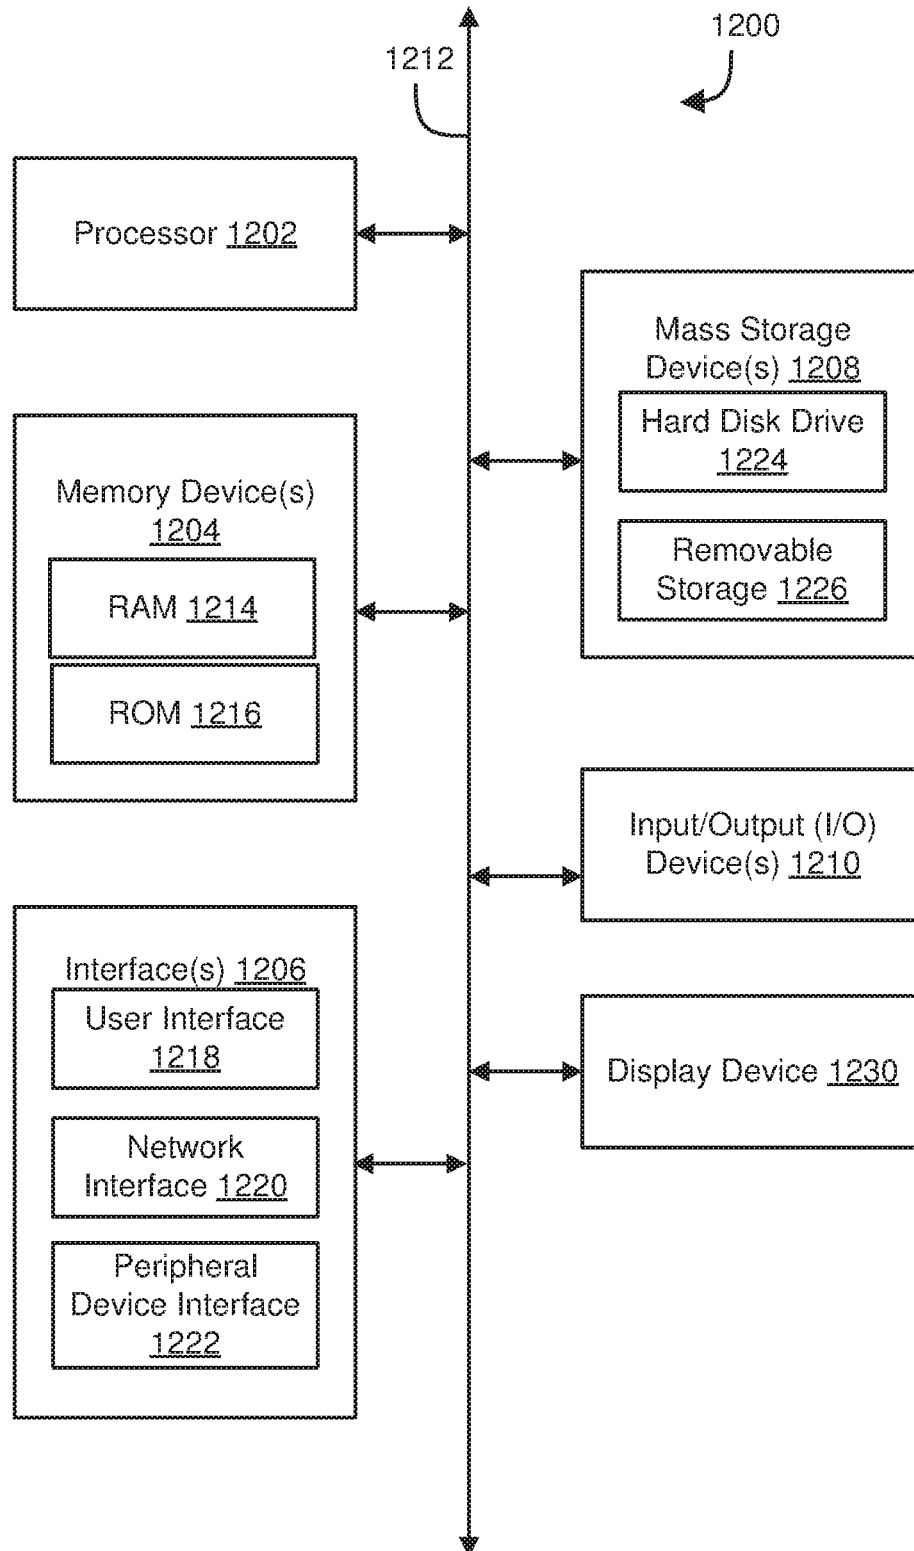 1200
1212
Processor 1202
Mass Storage
Device(s) 1208
Hard Disk Drive
1224
Removable
Storage 1226
Memory Device(s)
1204
RAM 1214
ROM 1216
Input/Output (I/O)
Device(s) 1210
Interface(s) 1206
User Interface
1218
Network
Interface 1220
Peripheral
Device Interface
1222
Display Device 1230